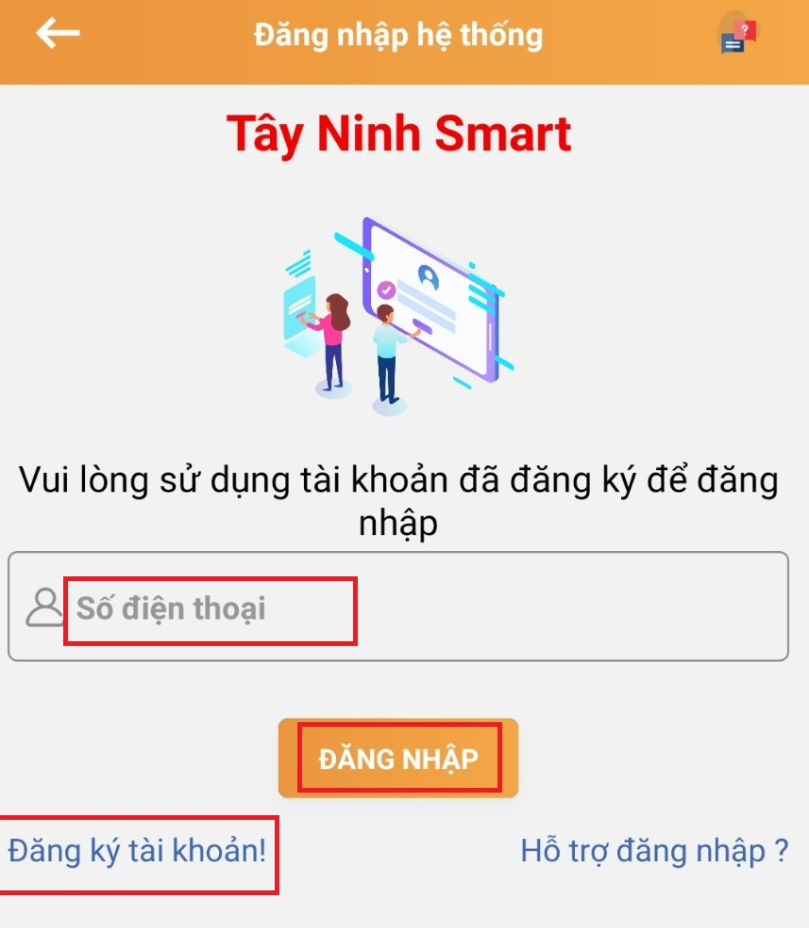 Đăng nhập hệ thống
?
Tây Ninh Smart
Vui lòng sử dụng tài khoản đã đăng ký để đăng
nhập
Số điện thoại
ĐĂNG NHẬP
Đăng ký tài khoản!
Hỗ trợ đăng nhập ?